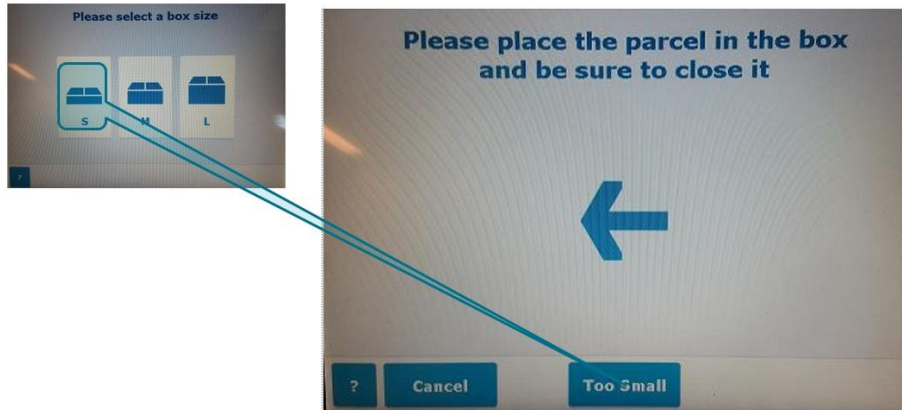 Please select a box size
S M L
?
Please place the parcel in the box
and be sure to close it
? Cancel Too Small